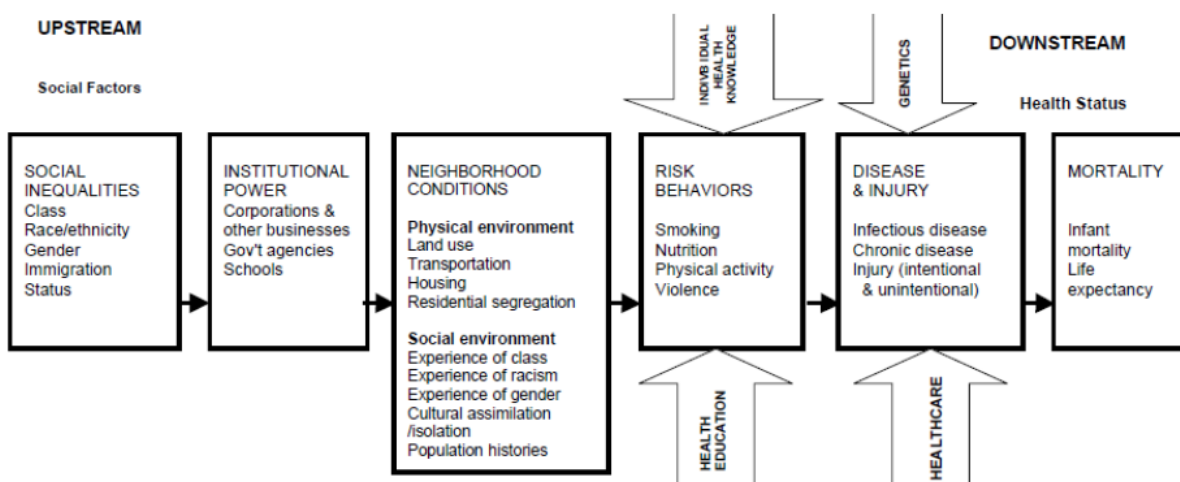 UPSTREAM
Social Factors
INDIVBIDUAL
HEALTH
KNOWLEDGE
GENETICS
DOWNSTREAM
Health Status
SOCIAL
INEQUALITIES
Class
Race/ethnicity
Gender
Immigration
Status
INSTITUTIONAL
POWER
Corporations &
other businesses
Gov't agencies
Schools
NEIGHBORHOOD
CONDITIONS
Physical environment
Land use
Transportation
Housing
Residential segregation
Social environment
Experience of class
Experience of racism
Experience of gender
Cultural assimilation
/isolation
Population histories
RISK
BEHAVIORS
Smoking
Nutrition
Physical activity
Violence
DISEASE
& INJURY
Infectious disease
Chronic disease
Injury (intentional
& unintentional)
MORTALITY
Infant
mortality
Life
expectancy
HEALTH
EDUCATION
HEALTHCARE